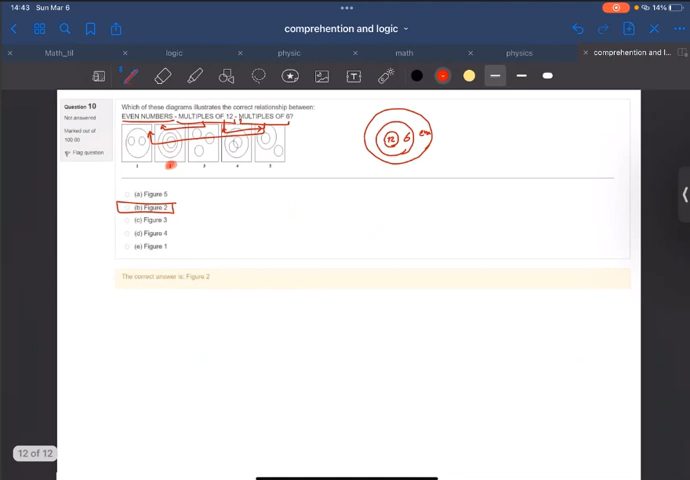 14:43 Sun Mar 6
14%
comprehention and logic
Math_til
logic
physic
math
physics
comprehention and l...
Question 10
Not answered
Marked out of
100.00
Flag question
Which of these diagrams illustrates the correct relationship between:
EVEN NUMBERS - MULTIPLES OF 12 - MULTIPLES OF 6?
12 6
1 2 3 4 5
(a) Figure 5
(b) Figure 2
(c) Figure 3
(d) Figure 4
(e) Figure 1
The correct answer is: Figure 2
12 of 12